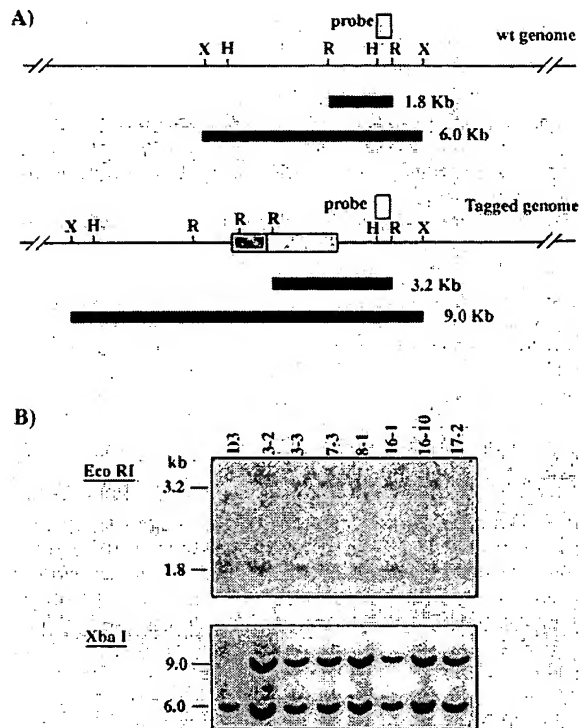 A)
probe
wt genome
X H R H R X
1.8 Kb
6.0 Kb
probe
Tagged genome
X H R R R H R X
3.2 Kb
9.0 Kb
B)
kb
D3 3-2 3-3 7-3 8-1 16-1 16-10 17-2
Eco RI
3.2
1.8
Xba I
9.0
6.0